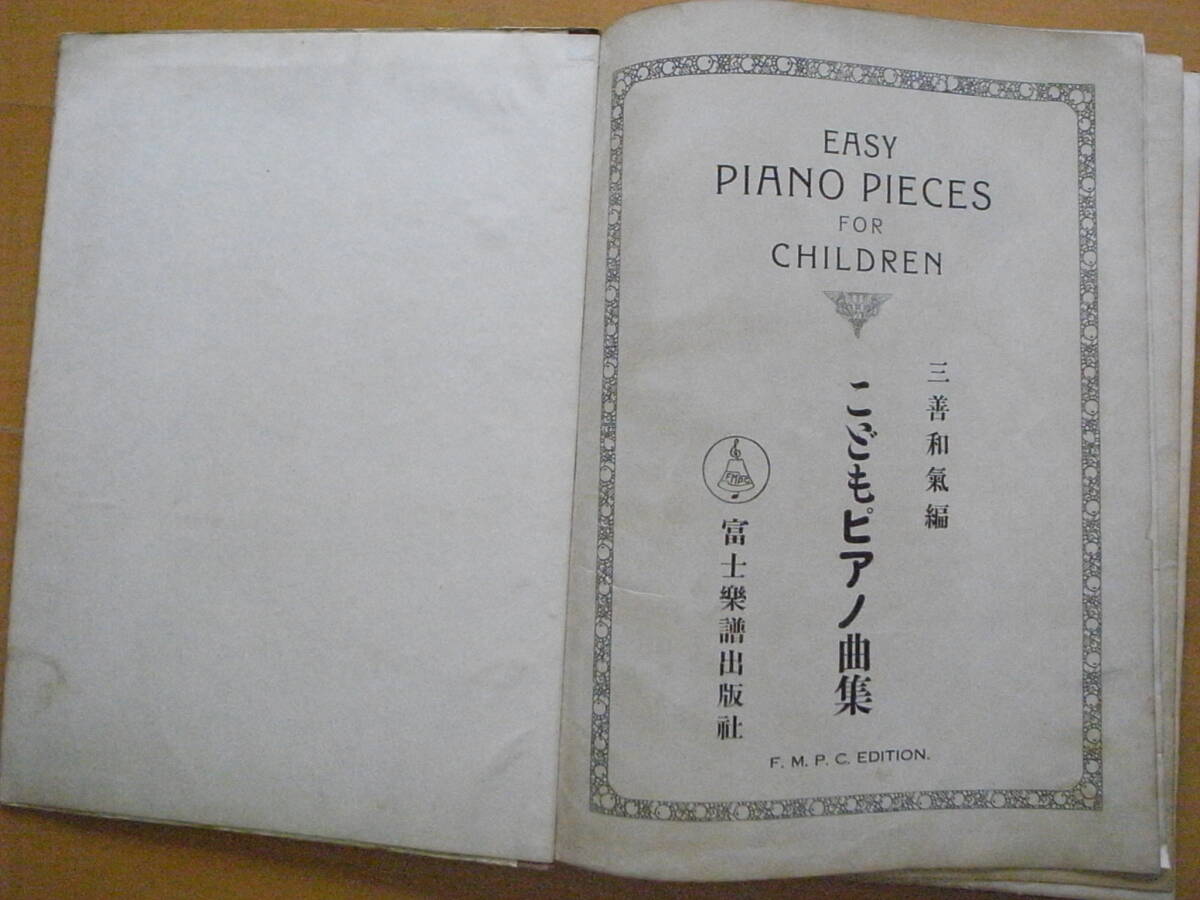 EASY
PIANO PIECES
FOR
CHILDREN
三善和氣編
こどもピアノ曲集
富士樂譜出版社
F. M. P. C. EDITION.